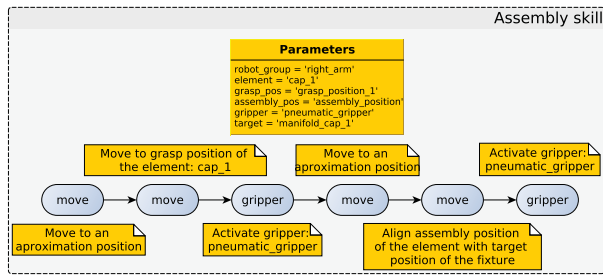 Assembly skill
Parameters
robot_group = 'right_arm'
element = 'cap_1'
grasp_pos = 'grasp_position_1'
assembly_pos = 'assembly_position'
gripper = 'pneumatic_gripper'
target = 'manifold_cap_1'
Move to grasp position of
the element: cap_1
Move to an
aproximation position
Activate gripper:
pneumatic_gripper
move
move
gripper
move
move
gripper
Move to an
aproximation position
Activate gripper:
pneumatic_gripper
Align assembly position
of the element with target
position of the fixture